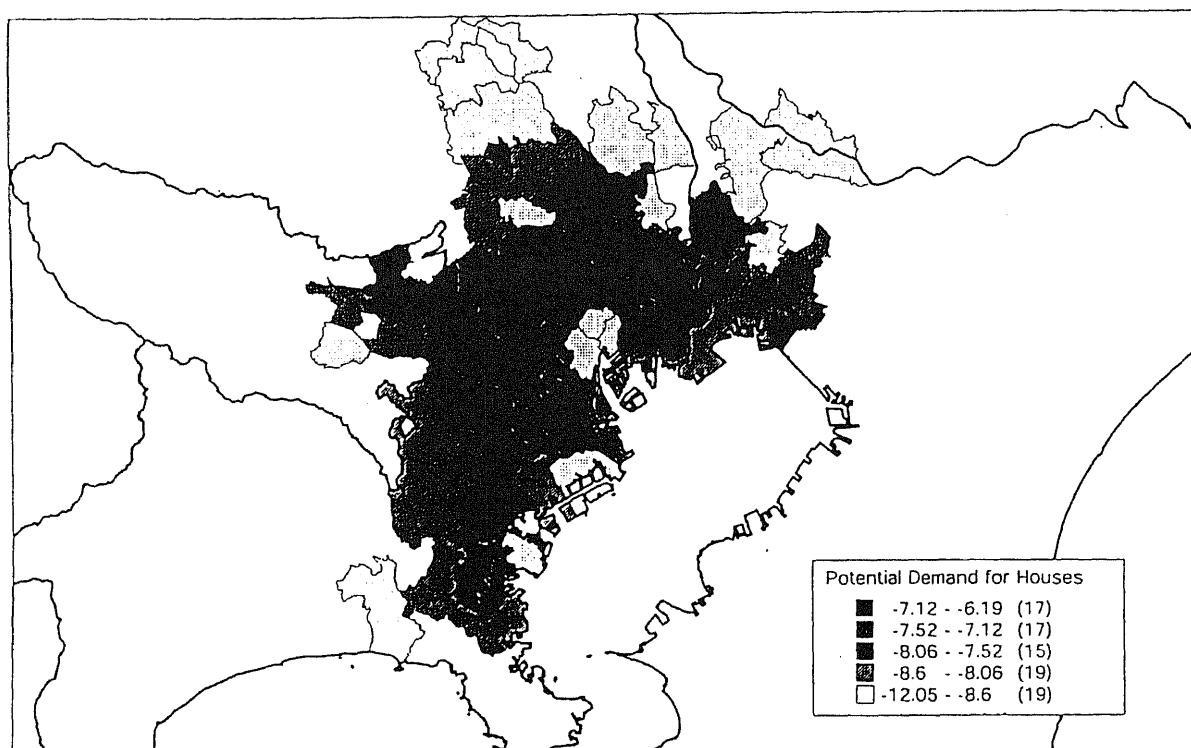 Potential Demand for Houses
-7.12 - -6.19 (17)
-7.52 - -7.12 (17)
-8.06 - -7.52 (15)
-8.6 - -8.06 (19)
-12.05 - -8.6 (19)